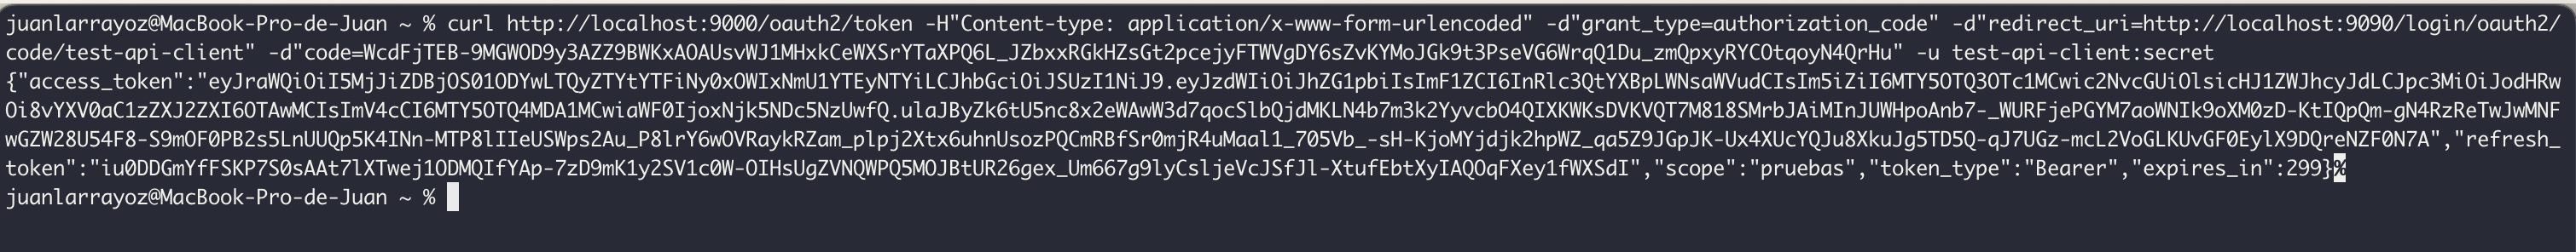 juanlarrayoz@MacBook-Pro-de-Juan ~ % curl http://localhost:9000/oauth2/token -H"Content-type: application/x-www-form-urlencoded" -d"grant_type=authorization_code" -d"redirect_uri=http://localhost:9090/login/oauth2/
code/test-api-client" -d"code=WcdFjTEB-9MGWOD9y3AZZ9BWKxAOAUsvWJ1MHxkCeWXSrYTaXPQ6L_JZbxxRGkHZsGt2pcejyFTWVgDY6sZvKYMoJGk9t3PseVG6WrqQ1Du_zmQpxyRYCOtqoyN4QrHu" -u test-api-client:secret
{"access_token":"eyJraWQiOiI5MjJiZDBjOS01ODYwLTQyZTYtYTFiNy0xOWIxNmU1YTEyNTYiLCJhbGciOiJSUzI1NiJ9.eyJzdWIiOiJhZG1pbiIsImF1ZCI6InRlc3QtYXBpLWNsaWVudCIsIm5iZiI6MTY5OTQ3OTc1MCwic2NvcGUiOlsicHJ1ZWJhcyJdLCJpc3MiOiJodHRw
Oi8vYXV0aC1zZXJ2ZXI6OTAwMCIsImV4cCI6MTY5OTQ4MDA1MCwiaWF0IjoxNjk5NDc5NzUwfQ.ulaJByZk6tU5nc8x2eWAwW3d7qocSlbQjdMKLN4b7m3k2YyvcbO4QIXKWKsDVKVQT7M818SMrbJAiMInJUWHpoAnb7-_WURFjePGYM7aoWNIk9oXM0zD-KtIQpQm-gN4RzReTwJwMNF
wGZW28U54F8-S9mOF0PB2s5LnUUQp5K4INn-MTP8lIIeUSWps2Au_P8lrY6wOVRaykRZam_plpj2Xtx6uhnUsozPQCmRBfSr0mjR4uMaal1_705Vb_-sH-KjoMYjdjk2hpWZ_qa5Z9JGpJK-Ux4XUcYQJu8XkuJg5TD5Q-qJ7UGz-mcL2VoGLKUvGF0EylX9DQreNZF0N7A","refresh_
token":"iu0DDGmYfFSKP7S0sAAt7lXTwej1ODMQIfYAp-7zD9mK1y2SV1c0W-OIHsUgZVNQWPQ5MOJBtUR26gex_Um667g9lyCsljeVcJSfJl-XtufEbtXyIAQOqFXey1fWXSdI","scope":"pruebas","token_type":"Bearer","expires_in":299}%
juanlarrayoz@MacBook-Pro-de-Juan ~ %